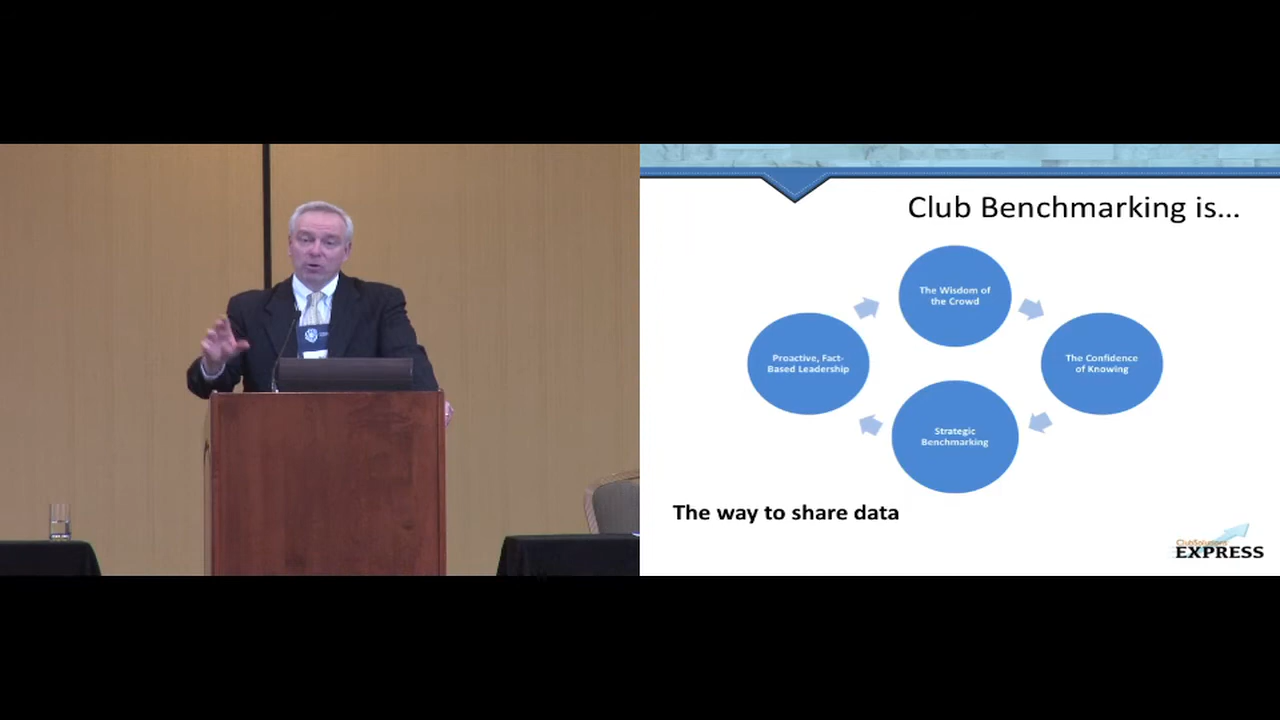 Club Benchmarking is...
The Wisdom of
the Crowd
Proactive, Fact-
Based Leadership
The Confidence
of Knowing
Strategic
Benchmarking
The way to share data
ClubSolutions
EXPRESS